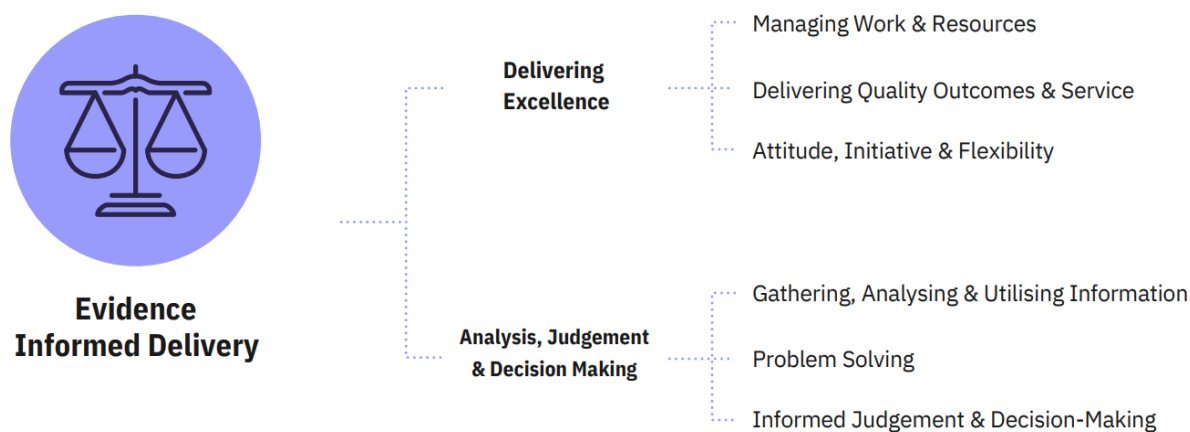 Evidence
Informed Delivery
Delivering
Excellence
Managing Work & Resources
Delivering Quality Outcomes & Service
Attitude, Initiative & Flexibility
Analysis, Judgement
& Decision Making
Gathering, Analysing & Utilising Information
Problem Solving
Informed Judgement & Decision-Making